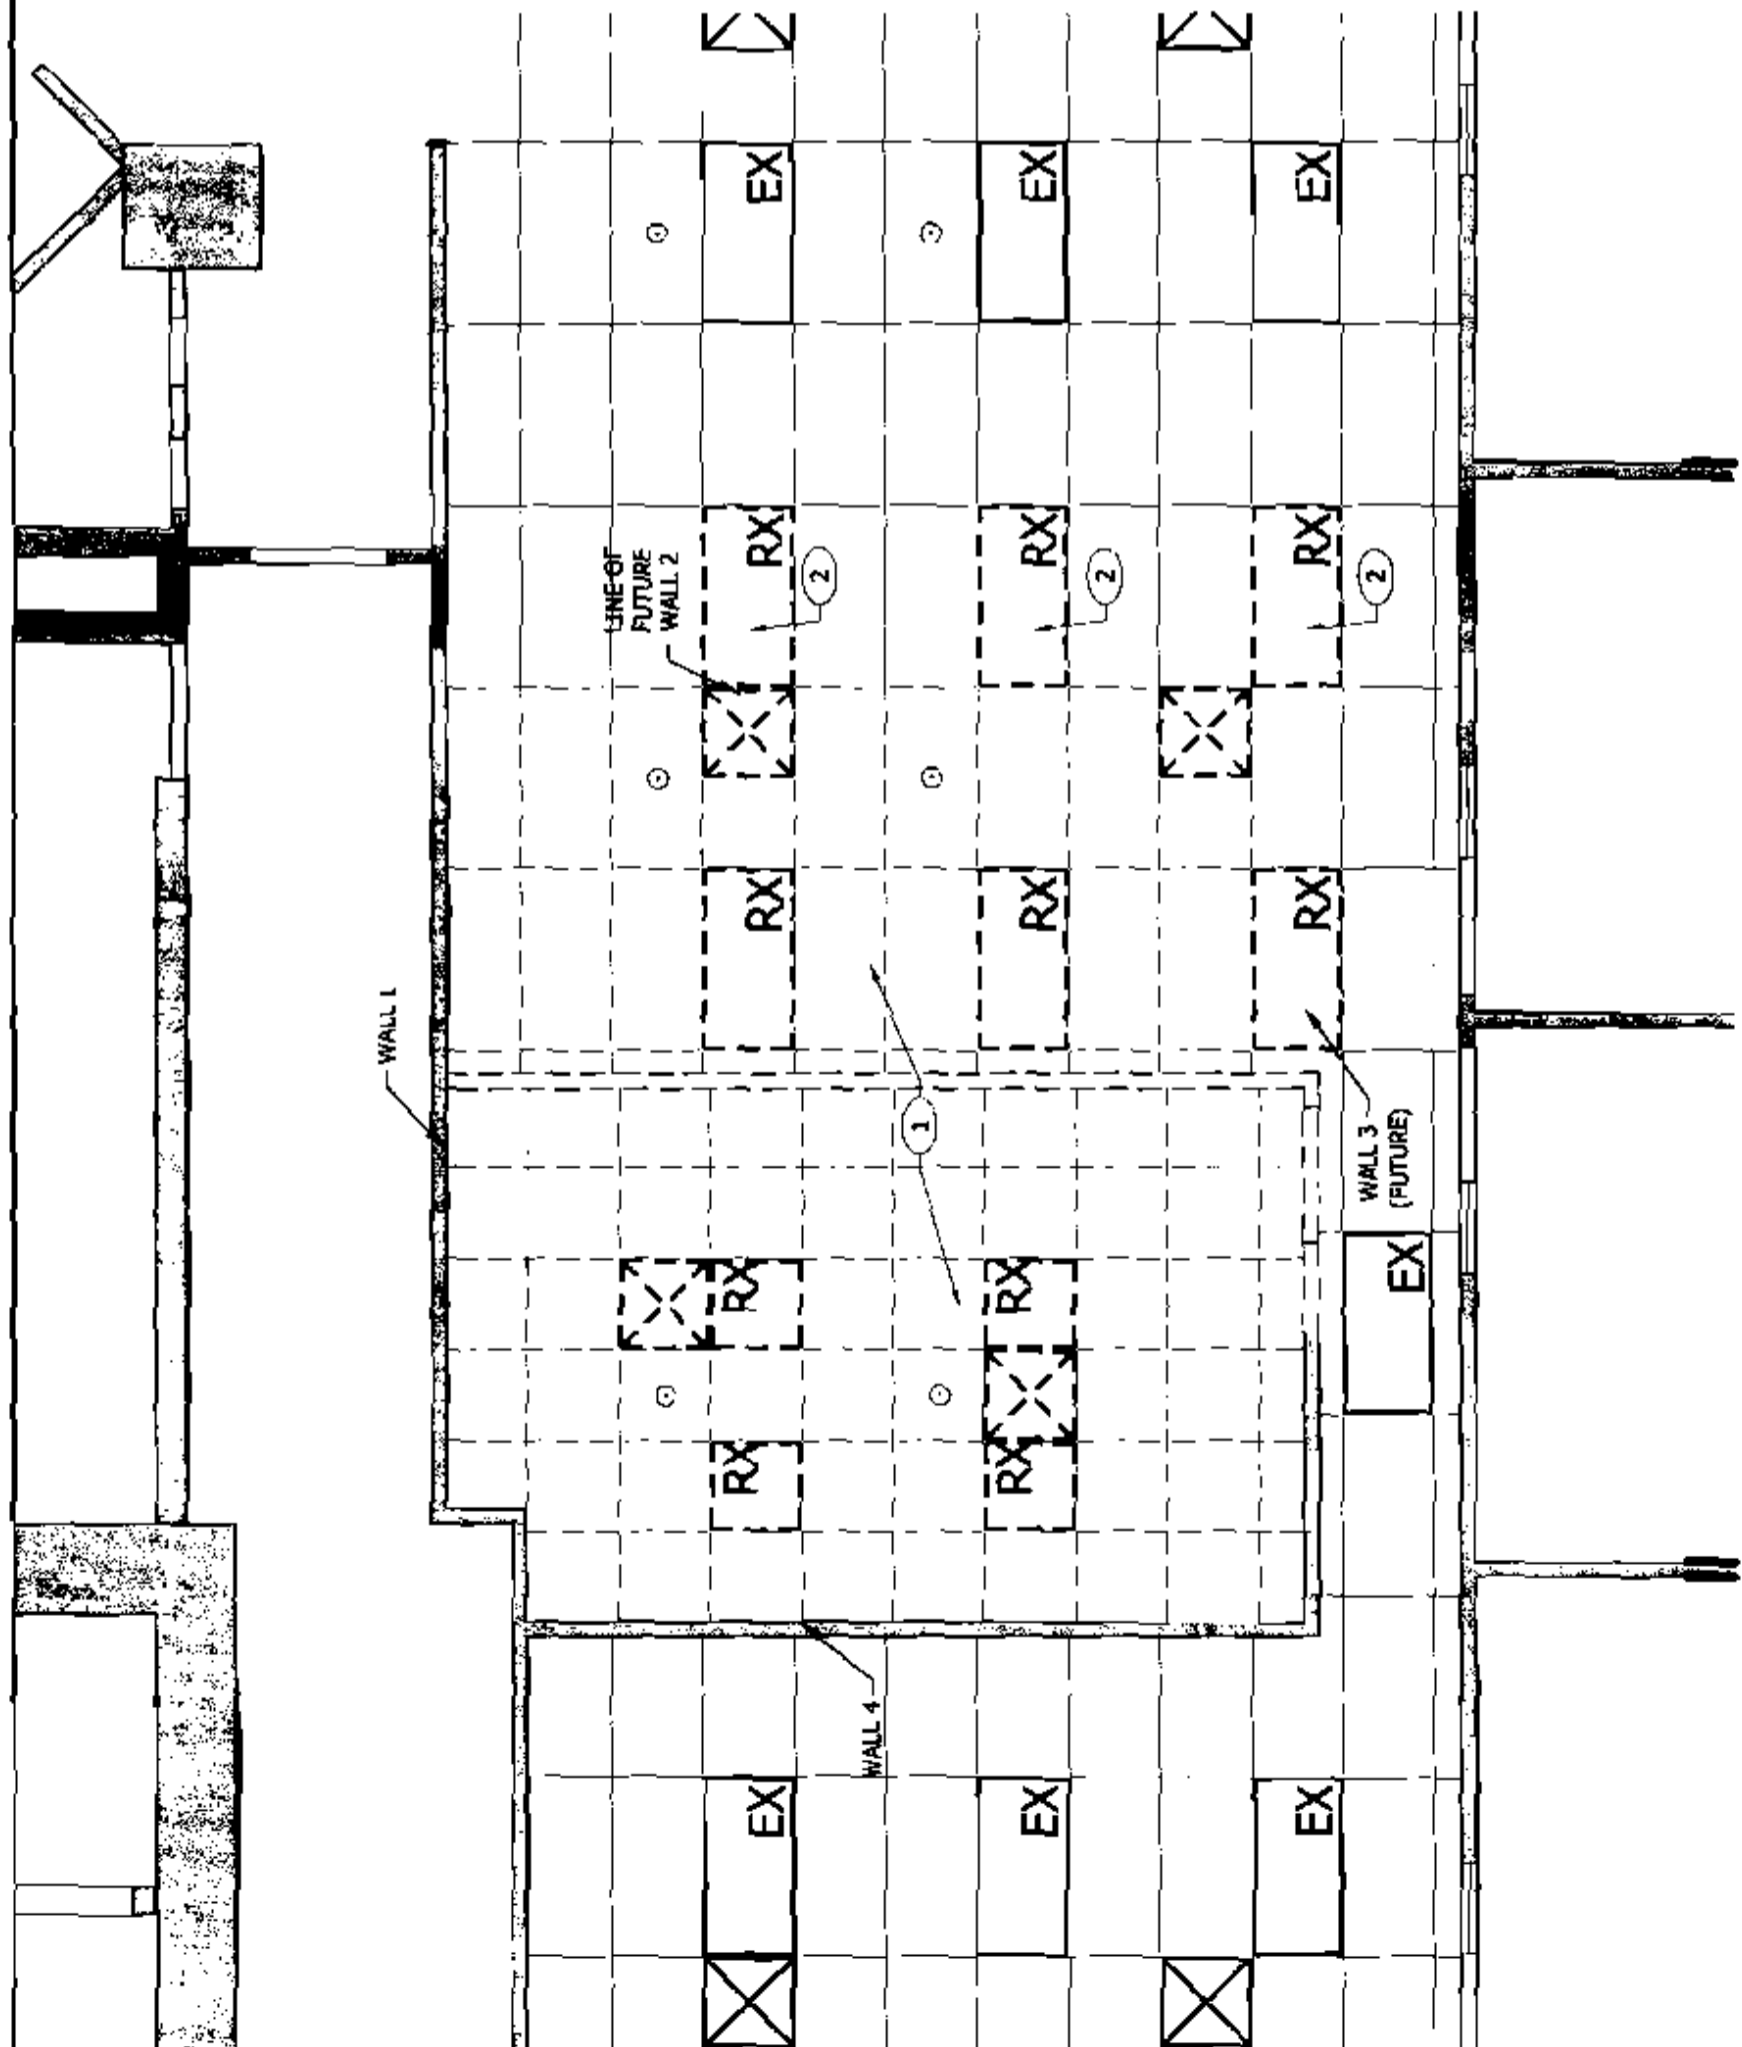 EX
EX
EX
LINE OF
FUTURE
WALL 2
RX
RX
RX
2
2
2
RX
RX
RX
WALL 1
1
WALL 3
(FUTURE)
RX
RX
EX
RX
RX
WALL 4
EX
EX
EX